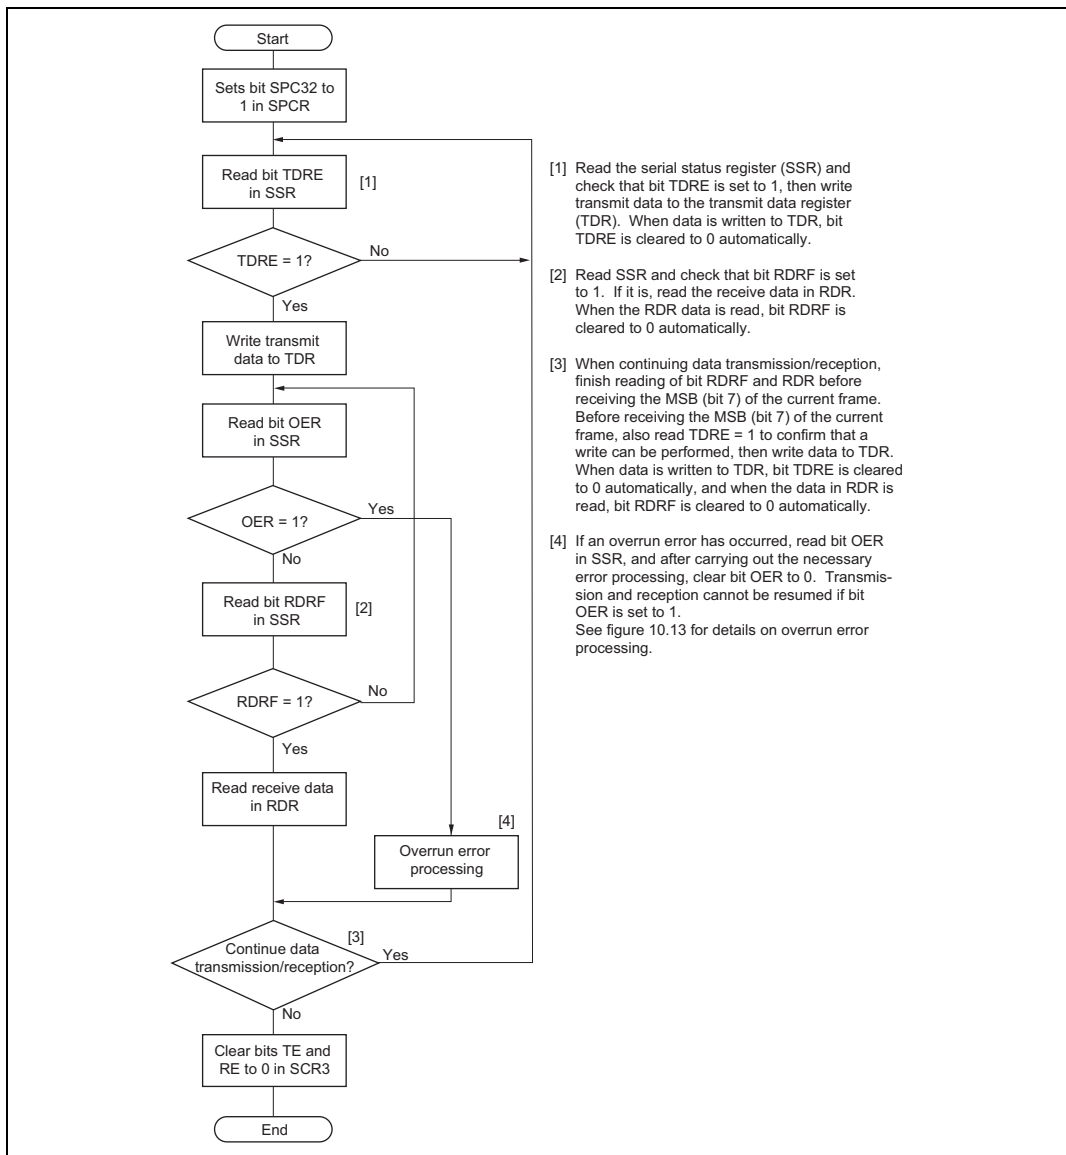 Start
Sets bit SPC32 to
1 in SPCR
Read bit TDRE
in SSR
[1]
TDRE = 1?
No
Yes
Write transmit
data to TDR
Read bit OER
in SSR
OER = 1?
Yes
No
Read bit RDRF
in SSR
[2]
RDRF = 1?
No
Yes
Read receive data
in RDR
[4]
Overrun error
processing
[3]
Continue data
transmission/reception?
Yes
No
Clear bits TE and
RE to 0 in SCR3
End
[1] Read the serial status register (SSR) and
check that bit TDRE is set to 1, then write
transmit data to the transmit data register
(TDR). When data is written to TDR, bit
TDRE is cleared to 0 automatically.
[2] Read SSR and check that bit RDRF is set
to 1. If it is, read the receive data in RDR.
When the RDR data is read, bit RDRF is
cleared to 0 automatically.
[3] When continuing data transmission/reception,
finish reading of bit RDRF and RDR before
receiving the MSB (bit 7) of the current frame.
Before receiving the MSB (bit 7) of the current
frame, also read TDRE = 1 to confirm that a
write can be performed, then write data to TDR.
When data is written to TDR, bit TDRE is cleared
to 0 automatically, and when the data in RDR is
read, bit RDRF is cleared to 0 automatically.
[4] If an overrun error has occurred, read bit OER
in SSR, and after carrying out the necessary
error processing, clear bit OER to 0. Transmis-
sion and reception cannot be resumed if bit
OER is set to 1.
See figure 10.13 for details on overrun error
processing.